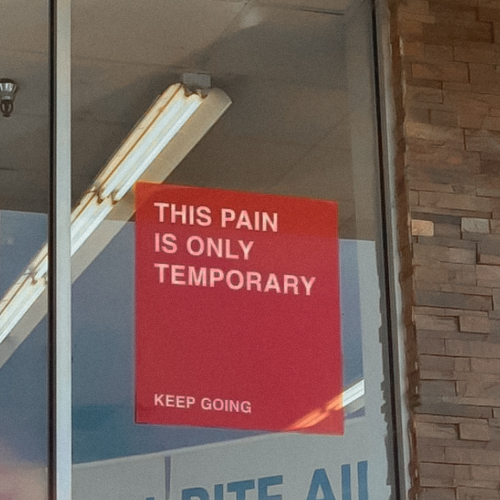 THIS PAIN
IS ONLY
TEMPORARY
KEEP GOING